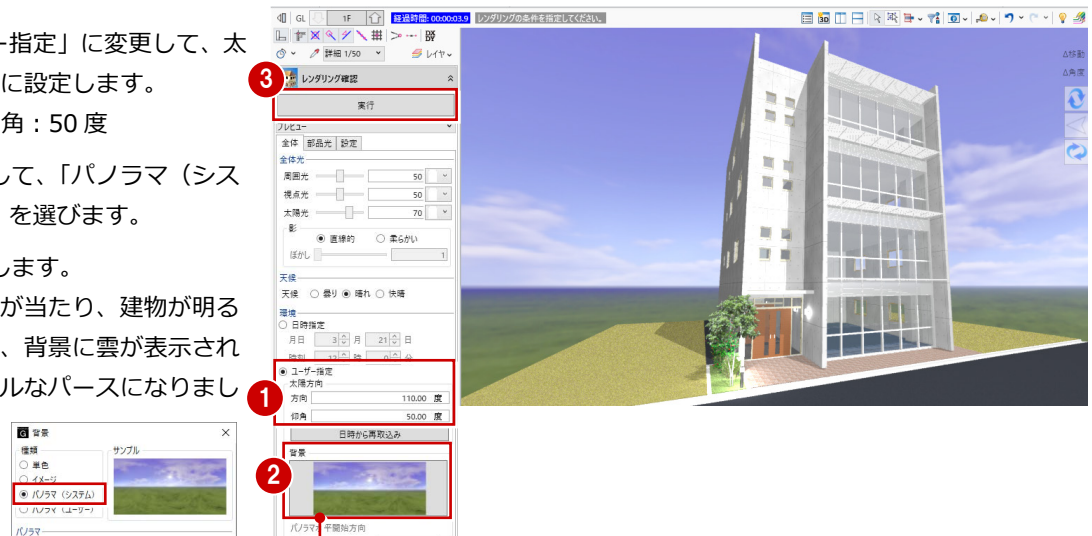 ー指定」に変更して、太
に設定します。
角：50 度
して、「パノラマ（シス
を選びます。
します。
が当たり、建物が明る
、背景に雲が表示され
ルなパースになりまし
背景
種類
単色
イメージ
パノラマ（システム）
パノラマ（ユーザー）
サンプル
パノラマ
GL
1F
経過時間: 00:00:03.9
レンダリングの条件を指定してください。
詳細 1/50
レイヤ
3
レンダリング確認
実行
プレビュー
全体
部品光
設定
全体光
周囲光 50
視点光 50
太陽光 70
影
直線的
柔らかい
ぼかし 1
天候
天候 曇り 晴れ 快晴
環境
日時指定
月日 3 月 21 日
時刻 12 時 0 分
1
ユーザー指定
太陽方向
方向 110.00 度
仰角 50.00 度
日時から再取込み
2
背景
平開始方向
3D
Δ移動
Δ角度